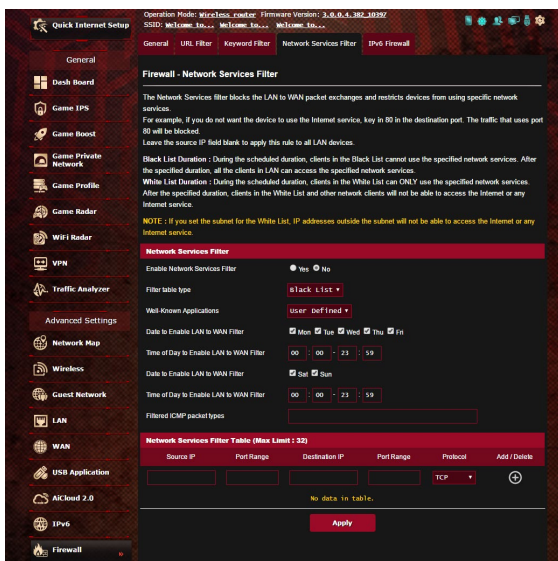 Quick Internet Setup
Operation Mode: Wireless router Firmware Version: 3.0.0.4.382_10397
SSID: Welcome to... Welcome to... Welcome to...
General URL Filter Keyword Filter Network Services Filter IPv6 Firewall
General
Dash Board
Game IPS
Game Boost
Game Private
Network
Game Profile
Game Radar
WiFi Radar
VPN
Traffic Analyzer
Advanced Settings
Network Map
Wireless
Guest Network
LAN
WAN
USB Application
AiCloud 2.0
IPv6
Firewall »
Firewall - Network Services Filter
The Network Services filter blocks the LAN to WAN packet exchanges and restricts devices from using specific network
services.
For example, if you do not want the device to use the Internet service, key in 80 in the destination port. The traffic that uses port
80 will be blocked.
Leave the source IP field blank to apply this rule to all LAN devices.
Black List Duration : During the scheduled duration, clients in the Black List cannot use the specified network services. After
the specified duration, all the clients in LAN can access the specified network services.
White List Duration : During the scheduled duration, clients in the White List can ONLY use the specified network services.
After the specified duration, clients in the White List and other network clients will not be able to access the Internet or any
Internet service.
NOTE : If you set the subnet for the White List, IP addresses outside the subnet will not be able to access the Internet or any
Internet service.
Network Services Filter
Enable Network Services Filter Yes No
Filter table type Black List
Well-Known Applications User Defined
Date to Enable LAN to WAN Filter Mon Tue Wed Thu Fri
Time of Day to Enable LAN to WAN Filter 00 : 00 - 23 : 59
Date to Enable LAN to WAN Filter Sat Sun
Time of Day to Enable LAN to WAN Filter 00 : 00 - 23 : 59
Filtered ICMP packet types
Network Services Filter Table (Max Limit : 32)
Source IP Port Range Destination IP Port Range Protocol Add / Delete
TCP
No data in table.
Apply